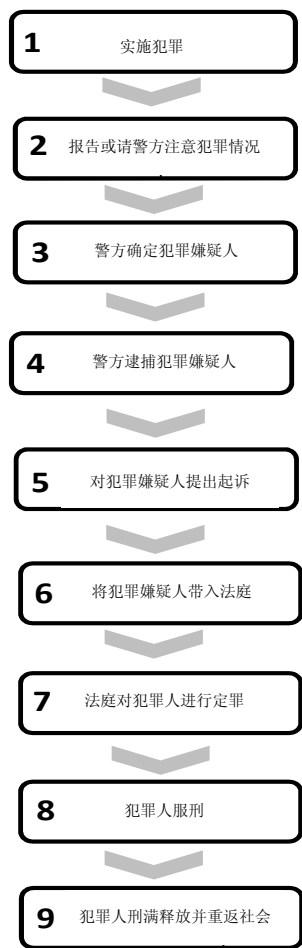 1 实施犯罪
2 报告或请警方注意犯罪情况
3 警方确定犯罪嫌疑人
4 警方逮捕犯罪嫌疑人
5 对犯罪嫌疑人提出起诉
6 将犯罪嫌疑人带入法庭
7 法庭对犯罪人进行定罪
8 犯罪人服刑
9 犯罪人刑满释放并重返社会